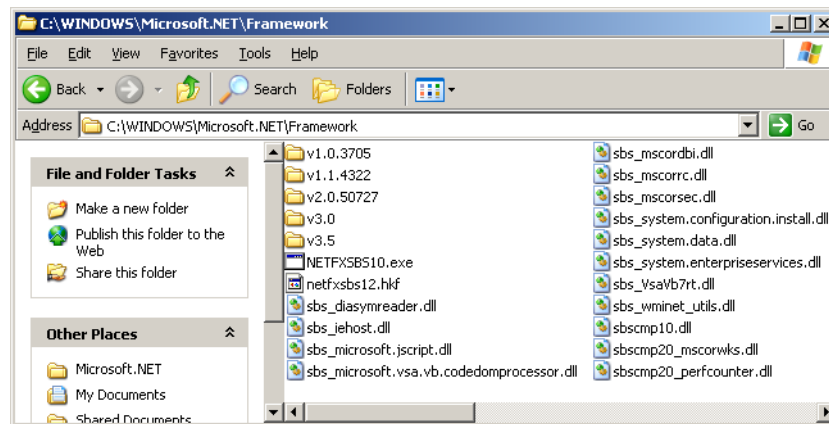 C:\WINDOWS\Microsoft.NET\Framework
File Edit View Favorites Tools Help
Back Search Folders
Address C:\WINDOWS\Microsoft.NET\Framework Go
File and Folder Tasks
Make a new folder
Publish this folder to the
Web
Share this folder
Other Places
Microsoft.NET
My Documents
Shared Documents
v1.0.3705
v1.1.4322
v2.0.50727
v3.0
v3.5
NETFXSBS10.exe
netfxsbs12.hkf
sbs_diasymreader.dll
sbs_iehost.dll
sbs_microsoft.jscript.dll
sbs_microsoft.vsa.vb.codedomprocessor.dll
sbs_mscordbi.dll
sbs_mscorrc.dll
sbs_mscorsec.dll
sbs_system.configuration.install.dll
sbs_system.data.dll
sbs_system.enterpriseservices.dll
sbs_VsaVb7rt.dll
sbs_wminet_utils.dll
sbscmp10.dll
sbscmp20_mscorwks.dll
sbscmp20_perfcounter.dll